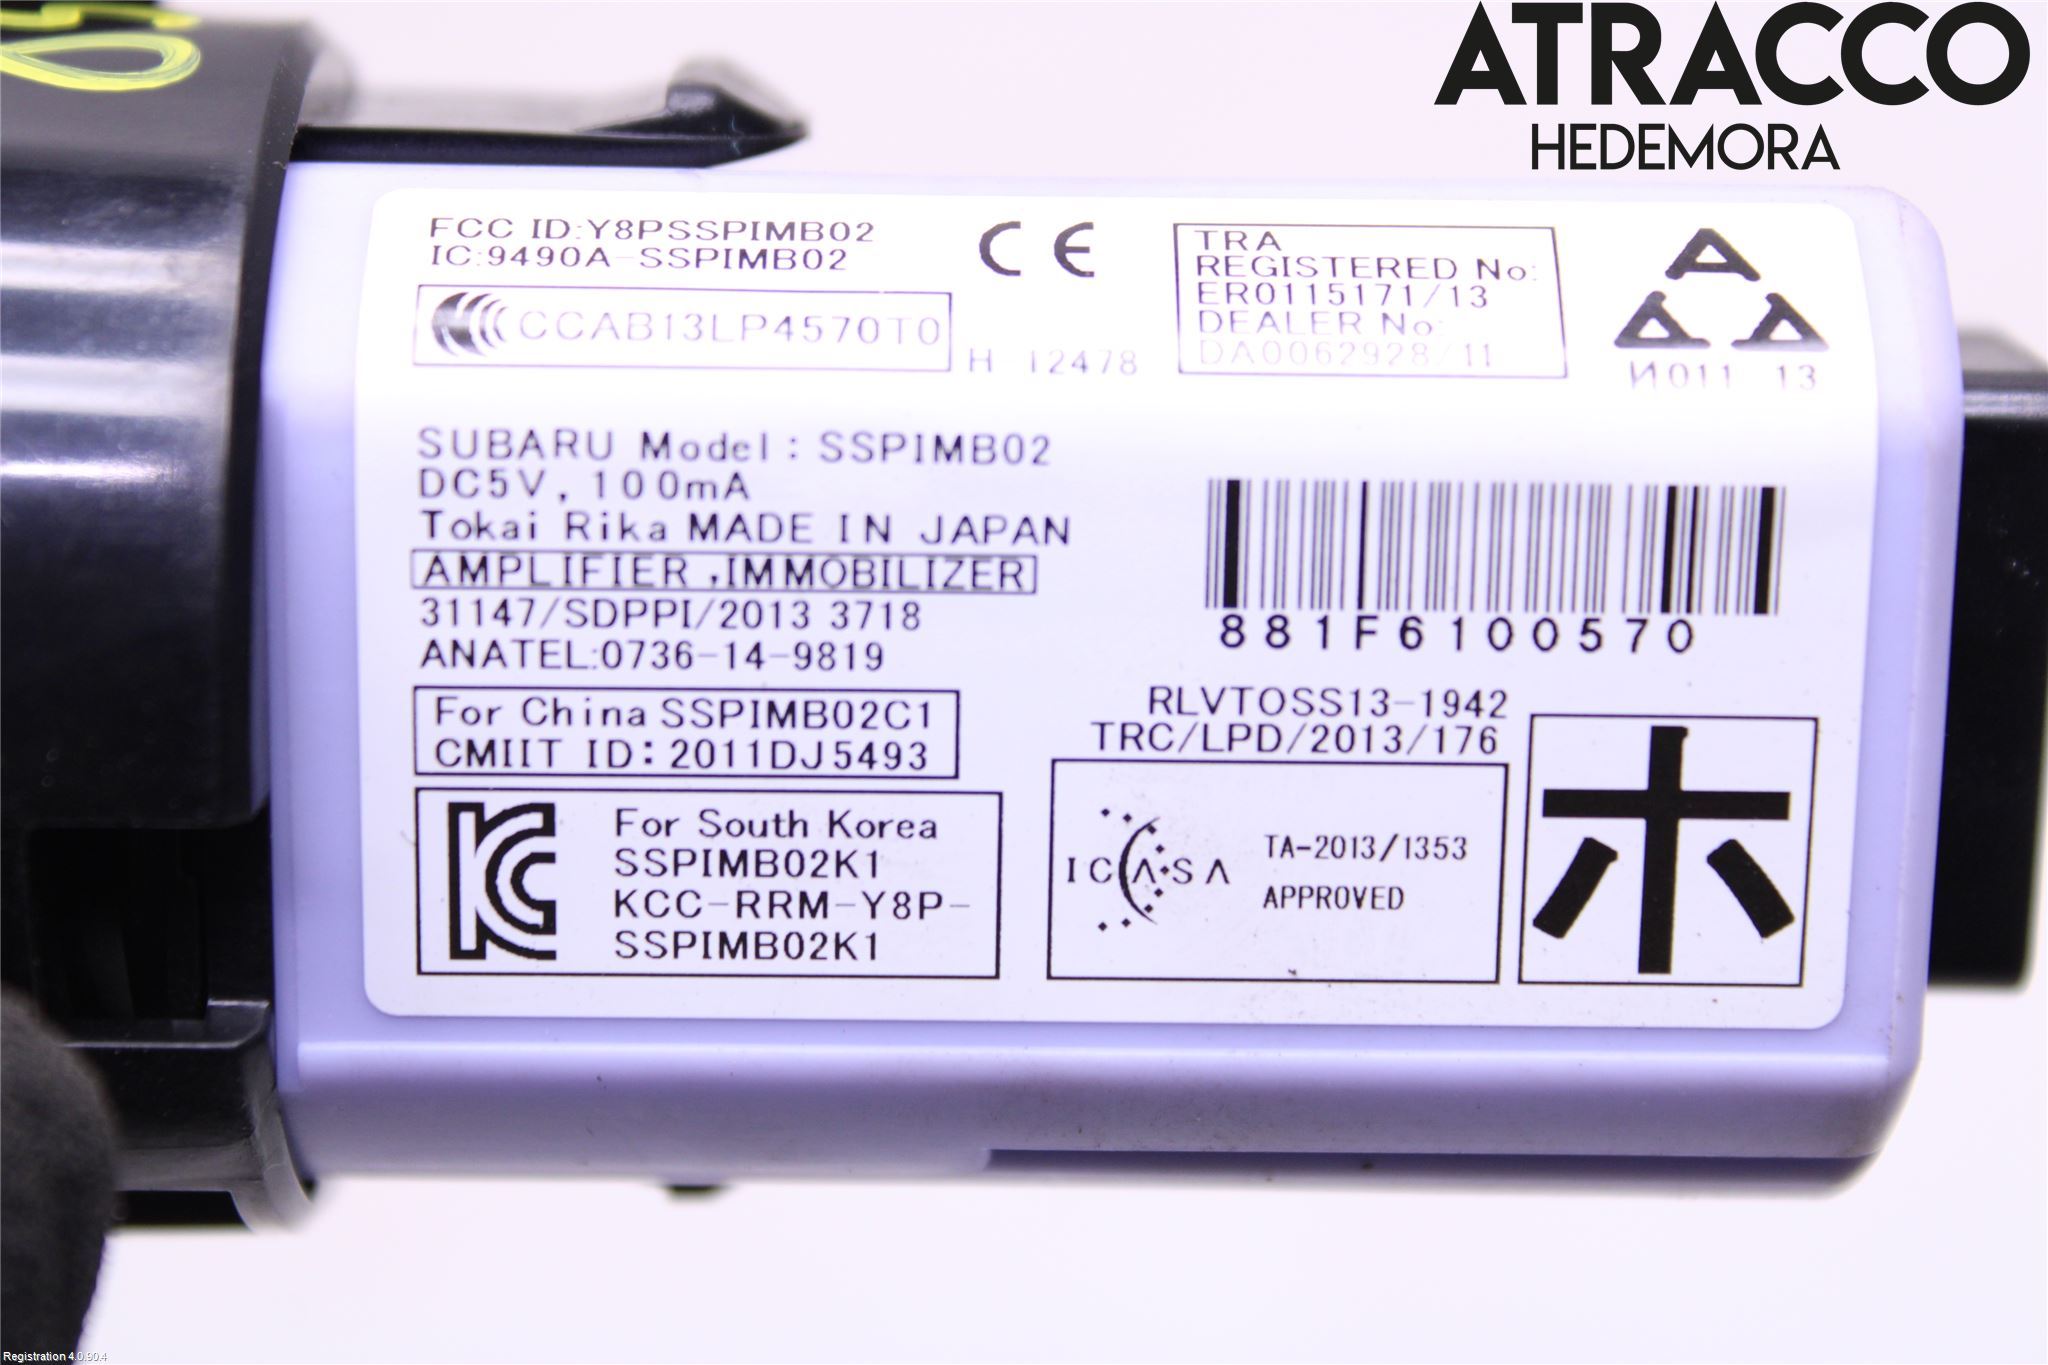 ATRACCO
HEDEMORA
FCC ID:Y8PSSPIMB02
IC:9490A-SSPIMB02
CE
CCAB13LP4570T0
H 12478
TRA
REGISTERED No:
ER0115171/13
DEALER No:
DA0062928/11
И011 13
SUBARU Model: SSPIMB02
DC5V, 100mA
Tokai Rika MADE IN JAPAN
AMPLIFIER ,IMMOBILIZER
31147/SDPPI/2013 3718
ANATEL:0736-14-9819
881F6100570
For China SSPIMB02C1
CMIIT ID: 2011DJ5493
RLVTOSS13-1942
TRC/LPD/2013/176
For South Korea
SSPIMB02K1
KCC-RRM-Y8P-
SSPIMB02K1
ICASA
TA-2013/1353
APPROVED
Registration 4.0.90.4